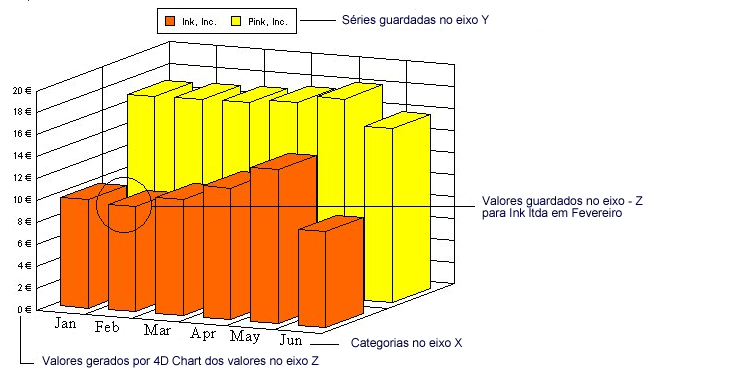 Ink, Inc. Pink, Inc.
Séries guardadas no eixo Y
20 €
18 €
16 €
14 €
12 €
10 €
8 €
6 €
4 €
2 €
0 €
Valores guardados no eixo - Z
para Ink ltda em Fevereiro
Jan Feb Mar Apr May Jun
Categorias no eixo X
Valores gerados por 4D Chart dos valores no eixo Z